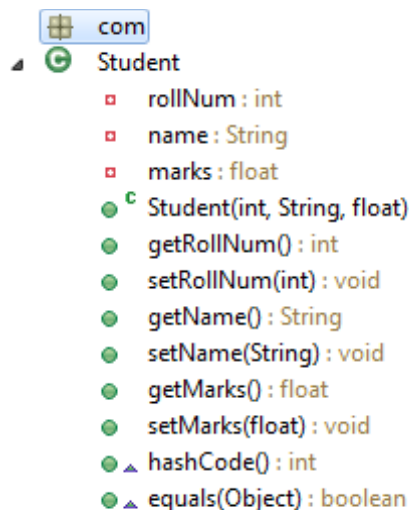 com
Student
rollNum : int
name : String
marks : float
Student(int, String, float)
getRollNum() : int
setRollNum(int) : void
getName() : String
setName(String) : void
getMarks() : float
setMarks(float) : void
hashCode() : int
equals(Object) : boolean